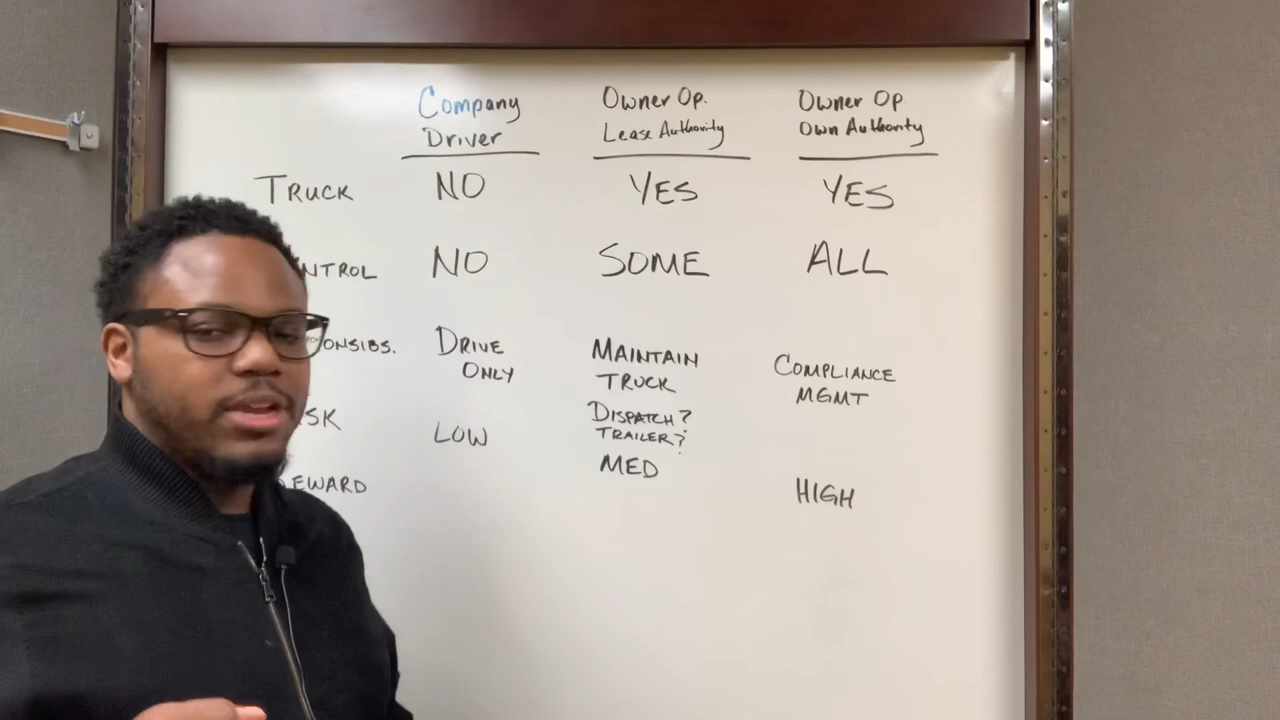 Company Owner Op. Owner Op
Driver Lease Authority Own Authority
TRUCK NO YES YES
NTROL NO SOME ALL
ONSIBS. DRIVE ONLY MAINTAIN TRUCK COMPLIANCE MGMT
DISPATCH?
TRAILER?
SK LOW MED HIGH
EWARD